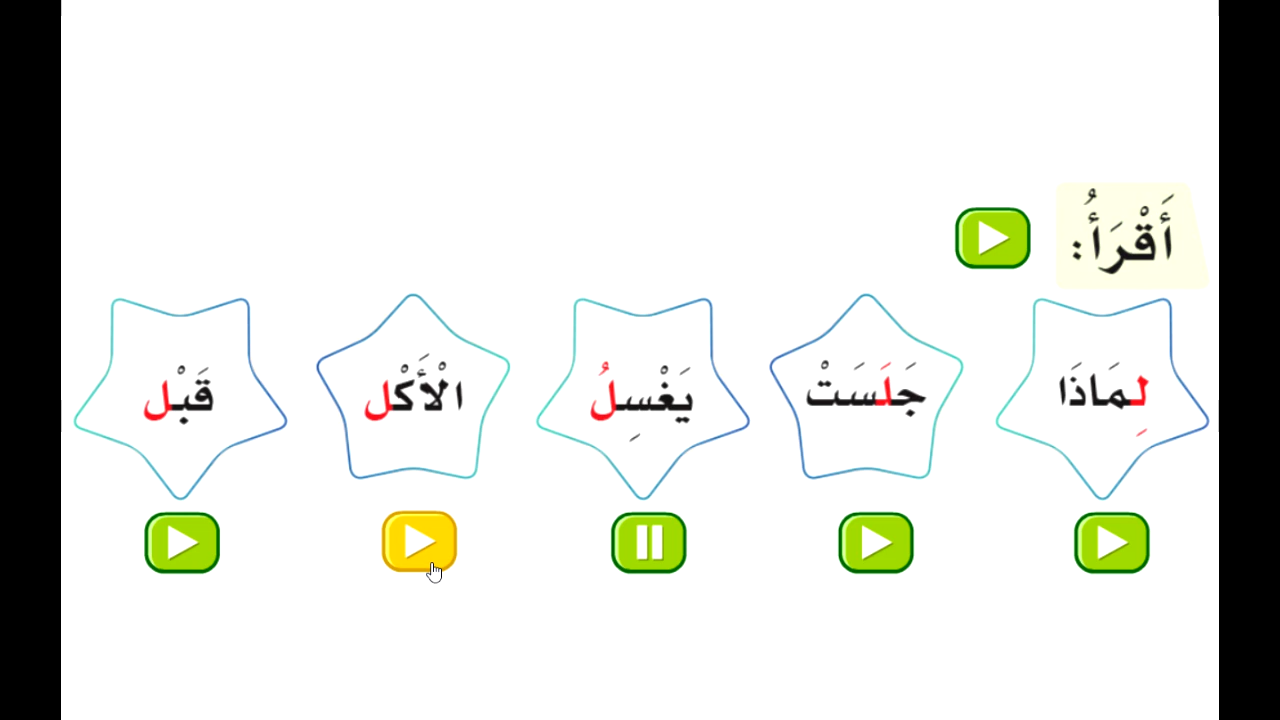 أَقْرَأُ:
لِمَاذَا جَلَسَتْ يَغْسِلُ الْأَكْل قَبْل